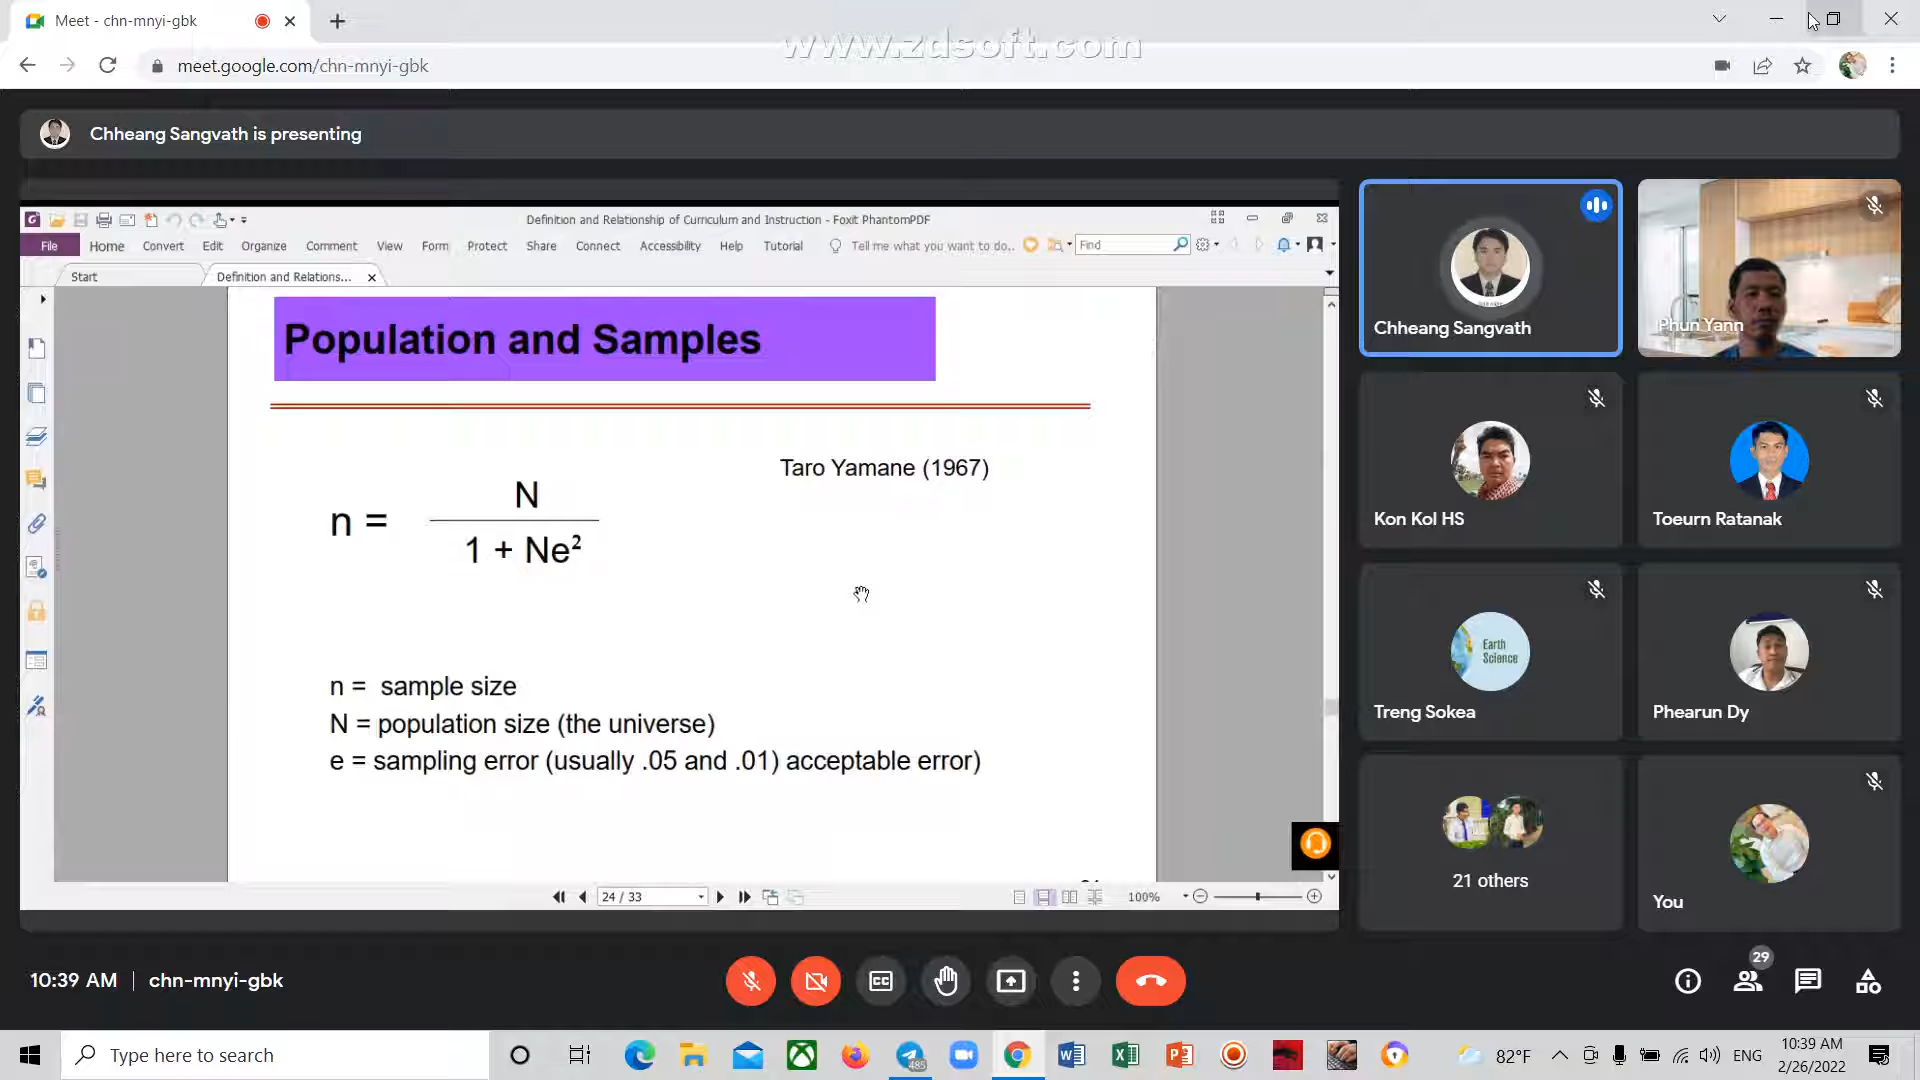 Meet - chn-mnyi-gbk
www.zdsoft.com
meet.google.com/chn-mnyi-gbk
Chheang Sangvath is presenting
Definition and Relationship of Curriculum and Instruction - Foxit PhantomPDF
File Home Convert Edit Organize Comment View Form Protect Share Connect Accessibility Help Tutorial Tell me what you want to do.. Find
Start Definition and Relations...
Population and Samples
Taro Yamane (1967)
n = N
1 + Ne²
n = sample size
N = population size (the universe)
e = sampling error (usually .05 and .01) acceptable error)
24 / 33
100%
Chheang Sangvath
Phun Yann
Kon Kol HS
Toeurn Ratanak
Earth
Science
Treng Sokea
Phearun Dy
21 others
You
10:39 AM
chn-mnyi-gbk
CC
29
Type here to search
485
82°F
ENG
10:39 AM
2/26/2022